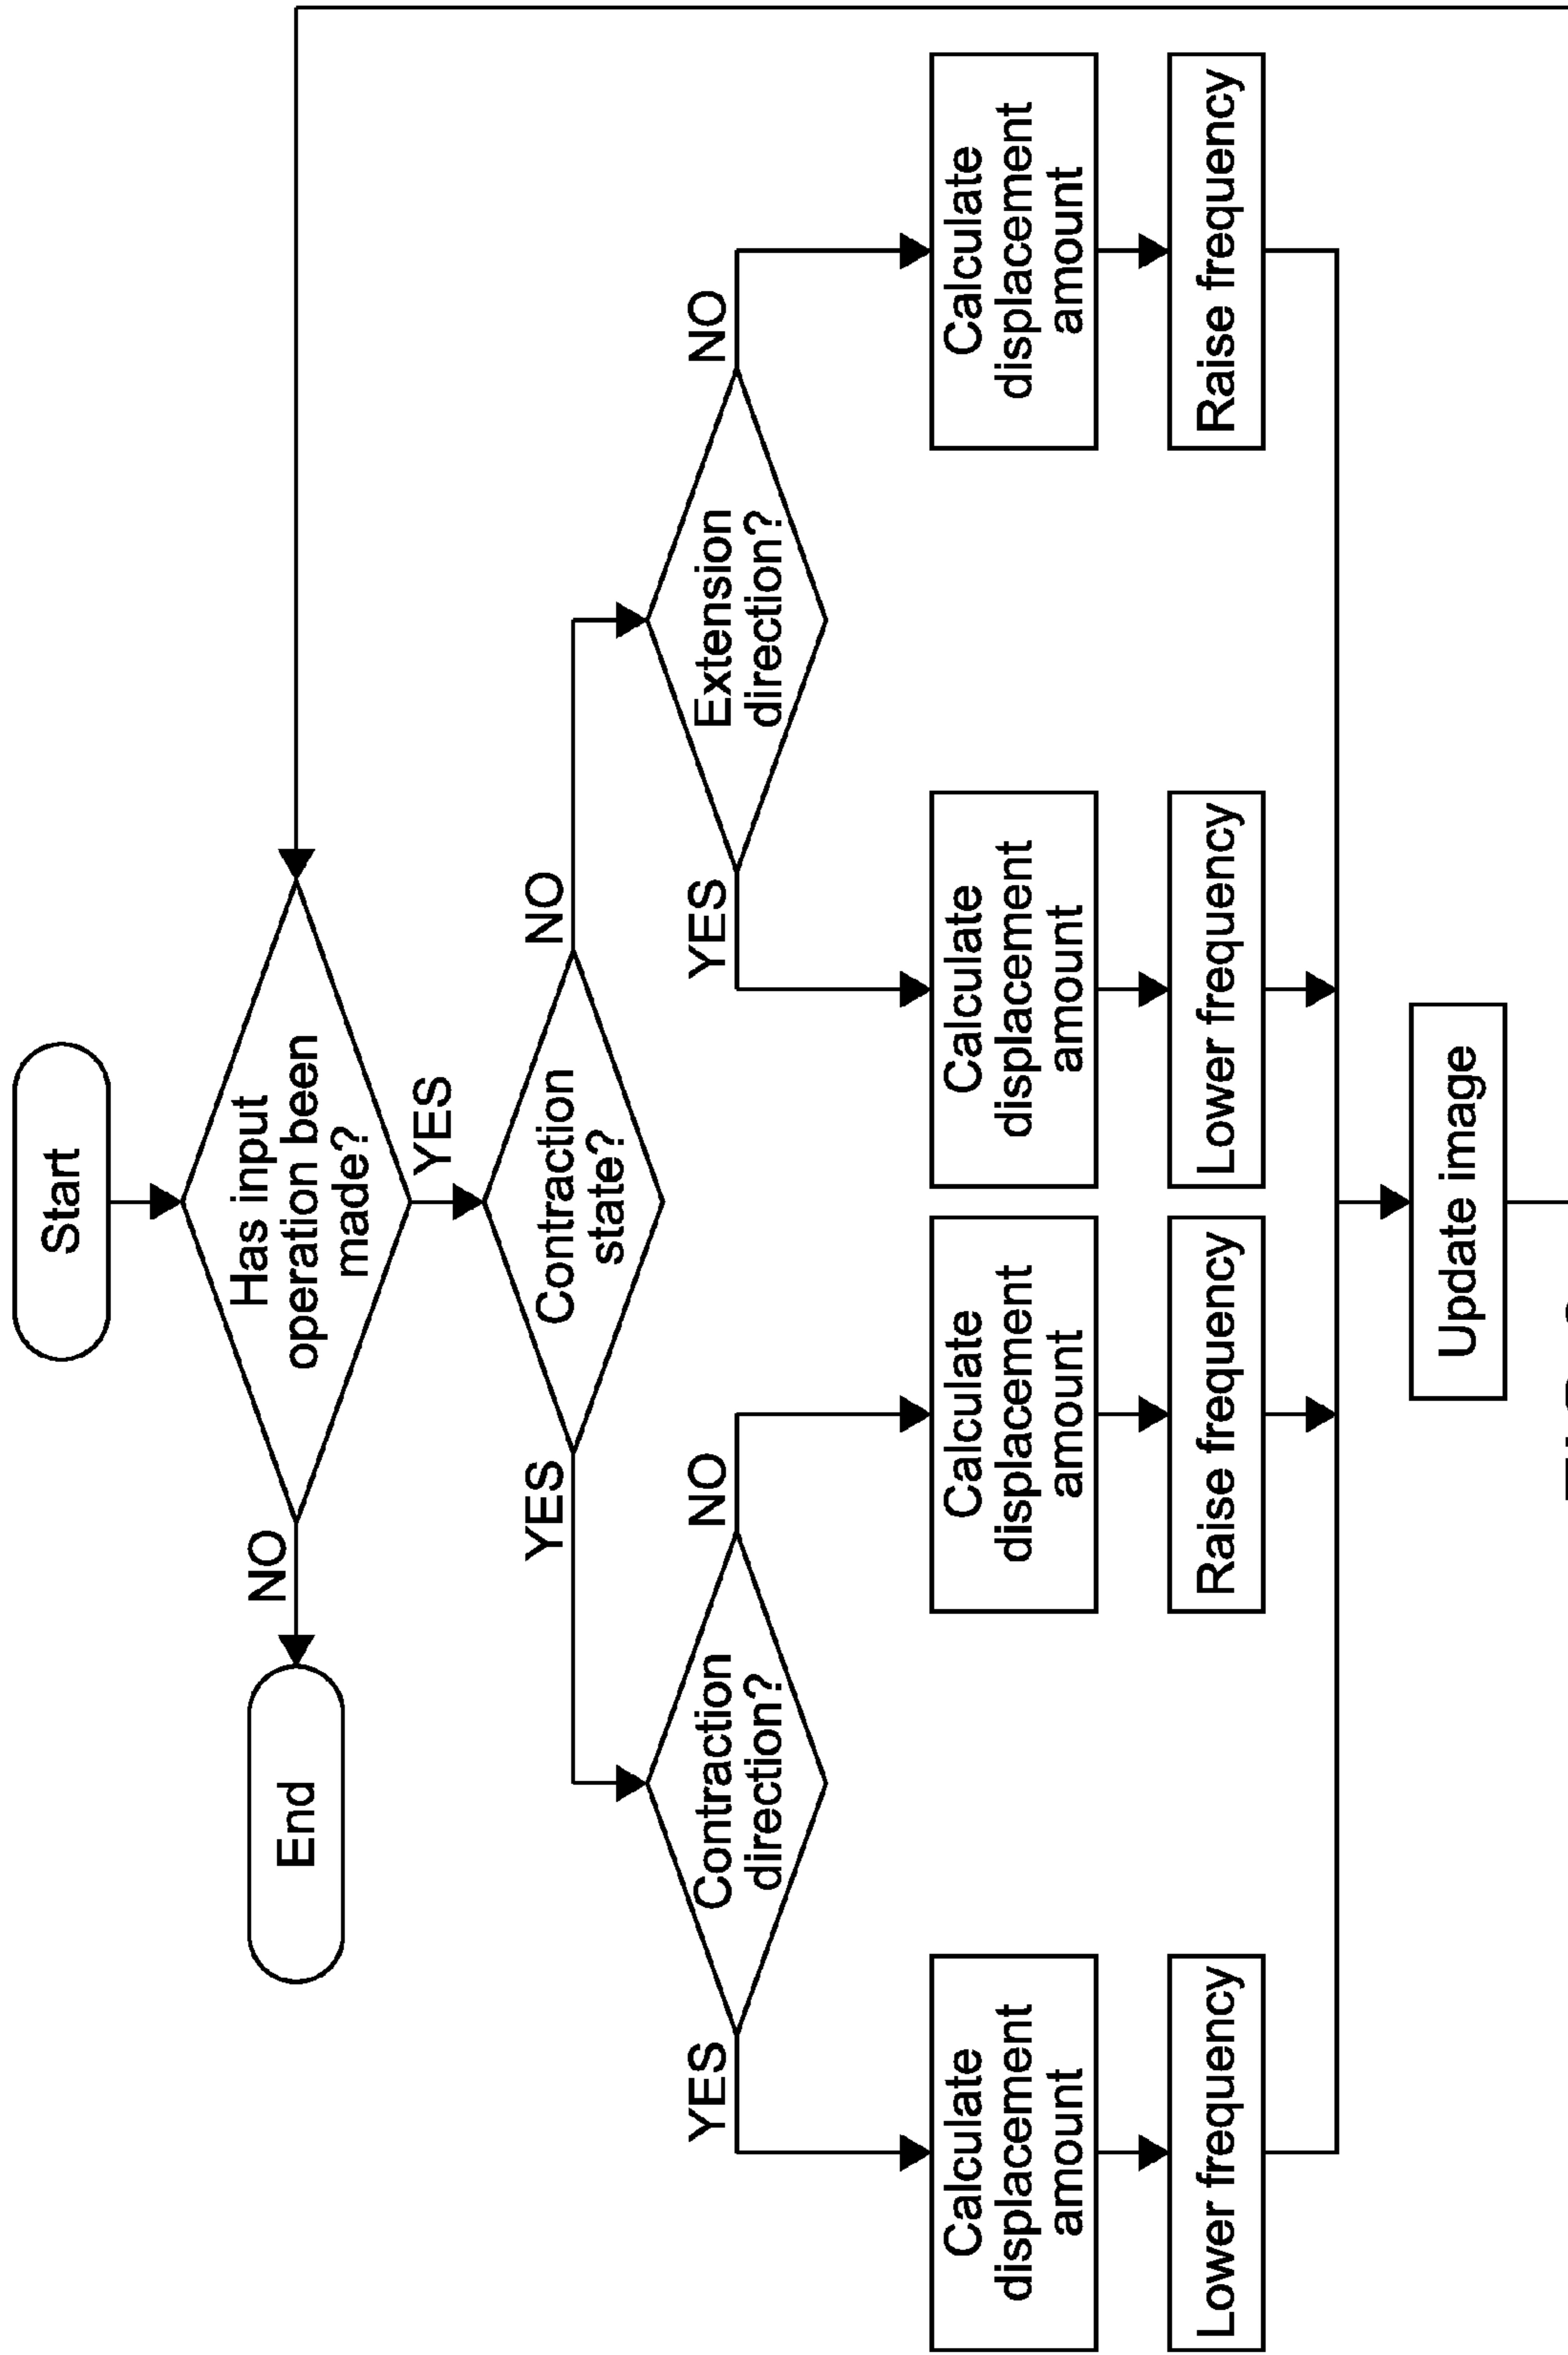 Start
Has input
operation been
made?
NO
End
YES
Contraction
state?
YES
NO
Contraction
direction?
Extension
direction?
YES
NO
YES
NO
Calculate
displacement
amount
Calculate
displacement
amount
Calculate
displacement
amount
Calculate
displacement
amount
Lower frequency
Raise frequency
Lower frequency
Raise frequency
Update image